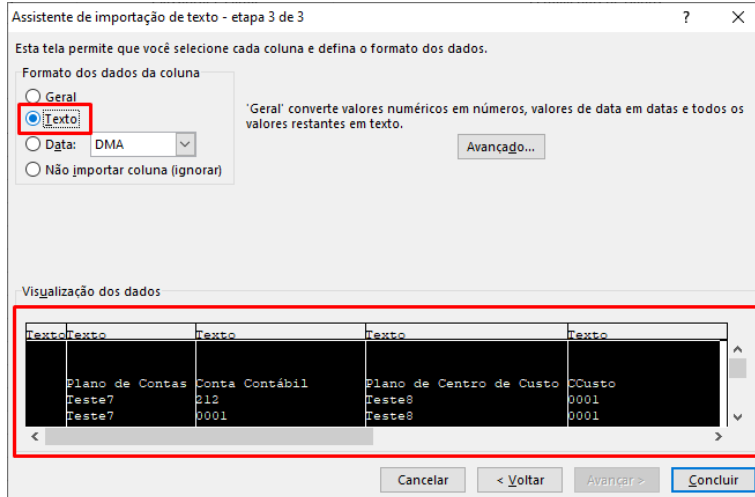 Assistente de importação de texto - etapa 3 de 3 ? X
Esta tela permite que você selecione cada coluna e defina o formato dos dados.
Formato dos dados da coluna
Geral
Texto
Data: DMA
Não importar coluna (ignorar)
'Geral' converte valores numéricos em números, valores de data em datas e todos os
valores restantes em texto.
Avançado...
Visualização dos dados
Texto Texto Texto Texto Texto
Plano de Contas Conta Contábil Plano de Centro de Custo CCusto
Teste7 212 Teste8 0001
Teste7 0001 Teste8 0001
Cancelar < Voltar Avançar > Concluir